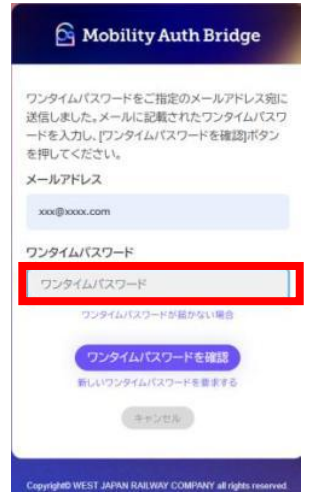 Mobility Auth Bridge
ワンタイムパスワードをご指定のメールアドレス宛に
送信しました。メールに記載されたワンタイムパスワ
ードを入力し、[ワンタイムパスワードを確認]ボタン
を押してください。
メールアドレス
xxx@xxxx.com
ワンタイムパスワード
ワンタイムパスワード
ワンタイムパスワードが届かない場合
ワンタイムパスワードを確認
新しいワンタイムパスワードを要求する
キャンセル
Copyright© WEST JAPAN RAILWAY COMPANY all rights reserved.